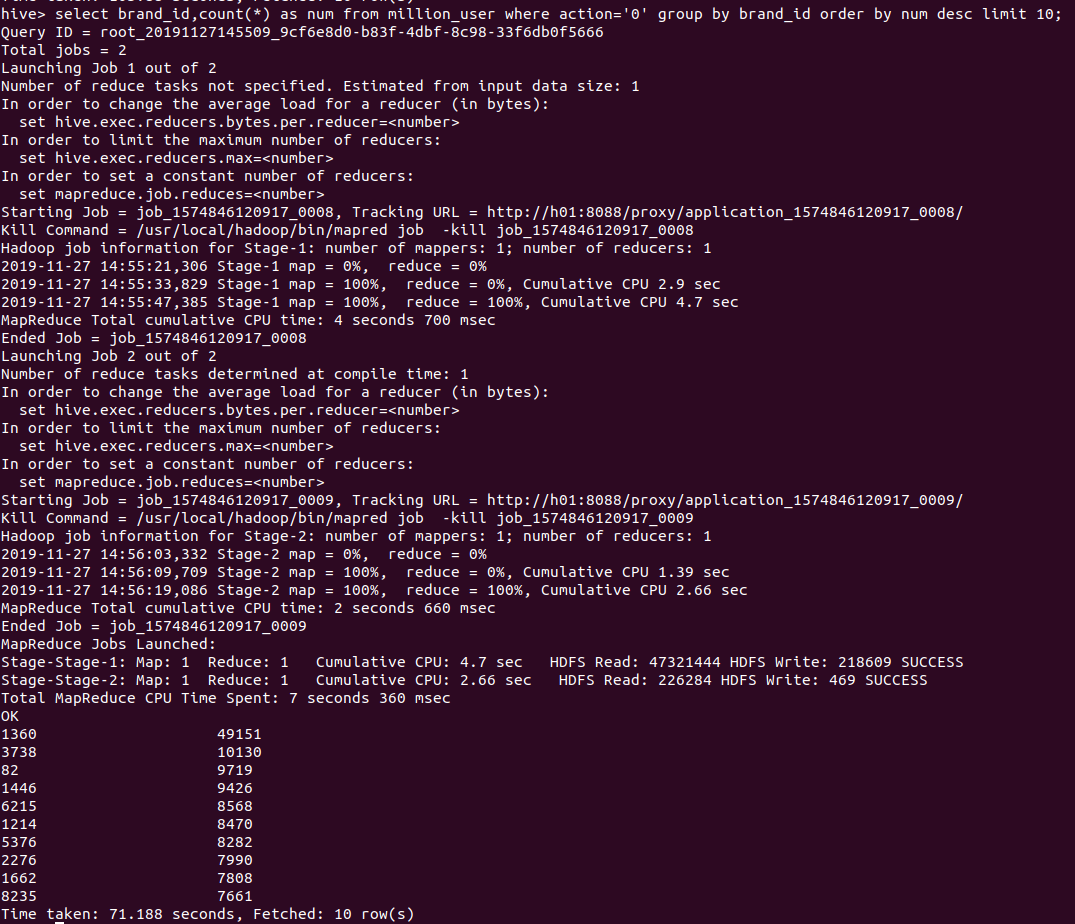 hive> select brand_id,count(*) as num from million_user where action='0' group by brand_id order by num desc limit 10;
Query ID = root_20191127145509_9cf6e8d0-b83f-4dbf-8c98-33f6db0f5666
Total jobs = 2
Launching Job 1 out of 2
Number of reduce tasks not specified. Estimated from input data size: 1
In order to change the average load for a reducer (in bytes):
  set hive.exec.reducers.bytes.per.reducer=<number>
In order to limit the maximum number of reducers:
  set hive.exec.reducers.max=<number>
In order to set a constant number of reducers:
  set mapreduce.job.reduces=<number>
Starting Job = job_1574846120917_0008, Tracking URL = http://h01:8088/proxy/application_1574846120917_0008/
Kill Command = /usr/local/hadoop/bin/mapred job  -kill job_1574846120917_0008
Hadoop job information for Stage-1: number of mappers: 1; number of reducers: 1
2019-11-27 14:55:21,306 Stage-1 map = 0%,  reduce = 0%
2019-11-27 14:55:33,829 Stage-1 map = 100%,  reduce = 0%, Cumulative CPU 2.9 sec
2019-11-27 14:55:47,385 Stage-1 map = 100%,  reduce = 100%, Cumulative CPU 4.7 sec
MapReduce Total cumulative CPU time: 4 seconds 700 msec
Ended Job = job_1574846120917_0008
Launching Job 2 out of 2
Number of reduce tasks determined at compile time: 1
In order to change the average load for a reducer (in bytes):
  set hive.exec.reducers.bytes.per.reducer=<number>
In order to limit the maximum number of reducers:
  set hive.exec.reducers.max=<number>
In order to set a constant number of reducers:
  set mapreduce.job.reduces=<number>
Starting Job = job_1574846120917_0009, Tracking URL = http://h01:8088/proxy/application_1574846120917_0009/
Kill Command = /usr/local/hadoop/bin/mapred job  -kill job_1574846120917_0009
Hadoop job information for Stage-2: number of mappers: 1; number of reducers: 1
2019-11-27 14:56:03,332 Stage-2 map = 0%,  reduce = 0%
2019-11-27 14:56:09,709 Stage-2 map = 100%,  reduce = 0%, Cumulative CPU 1.39 sec
2019-11-27 14:56:19,086 Stage-2 map = 100%,  reduce = 100%, Cumulative CPU 2.66 sec
MapReduce Total cumulative CPU time: 2 seconds 660 msec
Ended Job = job_1574846120917_0009
MapReduce Jobs Launched:
Stage-Stage-1: Map: 1  Reduce: 1   Cumulative CPU: 4.7 sec   HDFS Read: 47321444 HDFS Write: 218609 SUCCESS
Stage-Stage-2: Map: 1  Reduce: 1   Cumulative CPU: 2.66 sec   HDFS Read: 226284 HDFS Write: 469 SUCCESS
Total MapReduce CPU Time Spent: 7 seconds 360 msec
OK
1360                    49151
3738                    10130
82                      9719
1446                    9426
6215                    8568
1214                    8470
5376                    8282
2276                    7990
1662                    7808
8235                    7661
Time taken: 71.188 seconds, Fetched: 10 row(s)